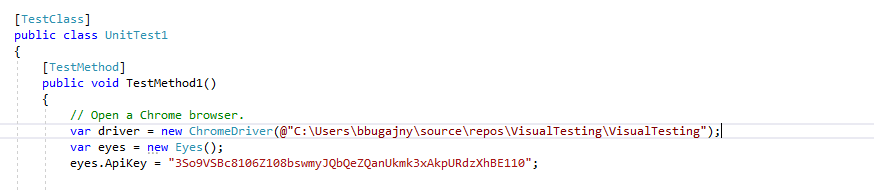 [TestClass]
public class UnitTest1
{
[TestMethod]
public void TestMethod1()
{
// Open a Chrome browser.
var driver = new ChromeDriver(@"C:\Users\bbugajny\source\repos\VisualTesting\VisualTesting");
var eyes = new Eyes();
eyes.ApiKey = "3So9VSBc8106Z108bswmyJQbQeZQanUkmk3xAkpURdzXhBE110";